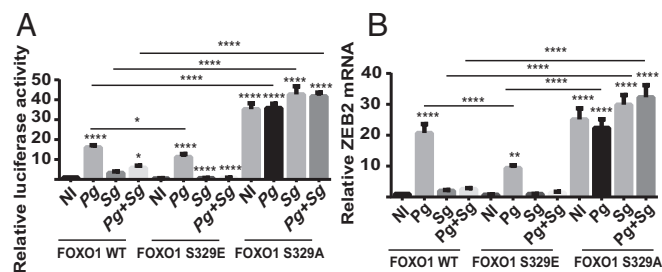 A
Relative luciferase activity
50
40
30
20
10
****
****
****
*
****
*
****
****
****
****
****
****
****
NI
Pg
Sg
Pg+Sg
NI
Pg
Sg
Pg+Sg
NI
Pg
Sg
Pg+Sg
FOXO1 WT
FOXO1 S329E
FOXO1 S329A
B
Relative ZEB2 mRNA
40
30
20
10
****
****
****
****
****
**
****
****
****
****
NI
Pg
Sg
Pg+Sg
NI
Pg
Sg
Pg+Sg
NI
Pg
Sg
Pg+Sg
FOXO1 WT
FOXO1 S329E
FOXO1 S329A